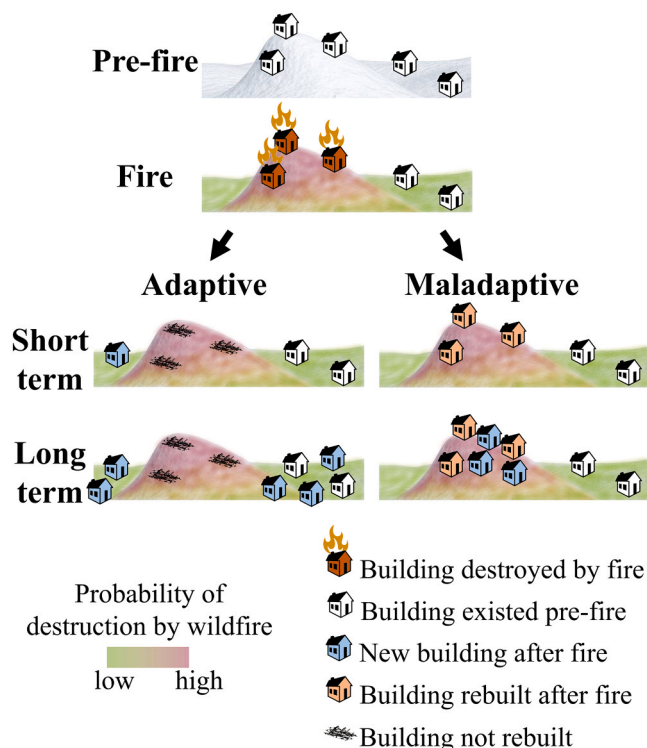 Pre-fire
Fire
Adaptive
Maladaptive
Short
term
Long
term
Probability of
destruction by wildfire
low
high
Building destroyed by fire
Building existed pre-fire
New building after fire
Building rebuilt after fire
Building not rebuilt